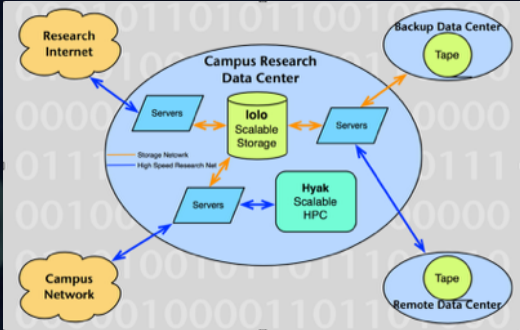 Research
Internet
Backup Data Center
Tape
Campus Research
Data Center
Servers
lolo
Scalable
Storage
Servers
Storage Netowrk
High Speed Research Net
Servers
Hyak
Scalable
HPC
Campus
Network
Tape
Remote Data Center